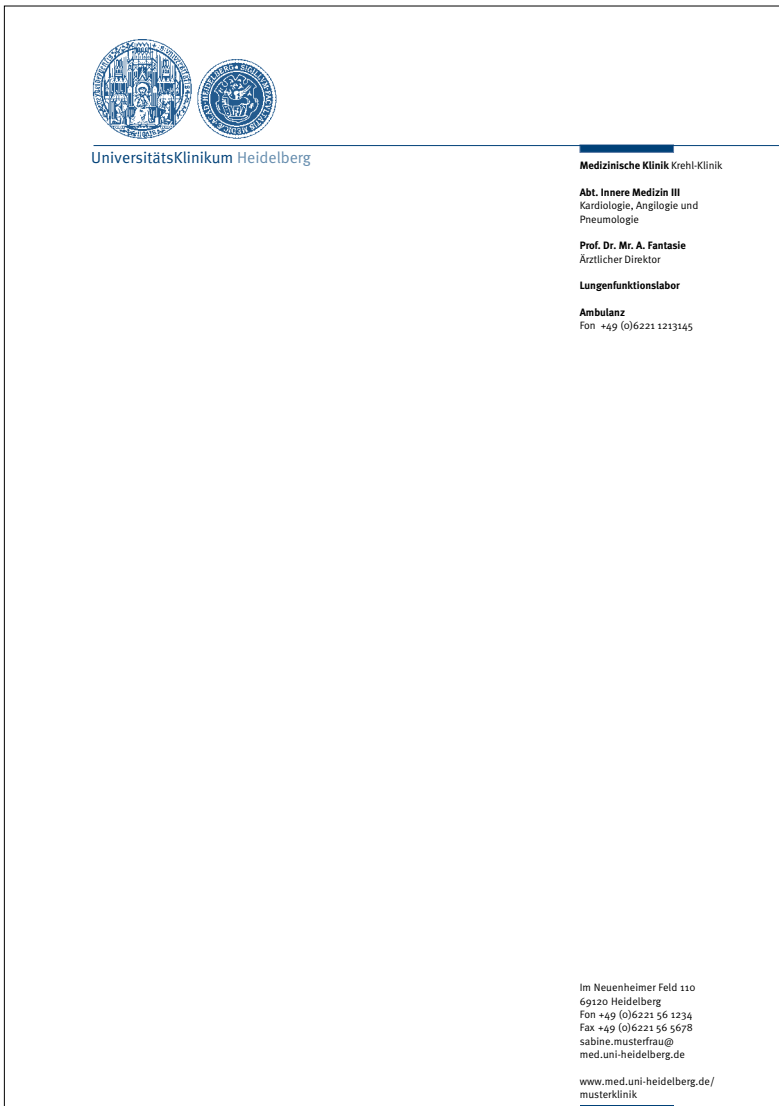 UniversitätsKlinikum Heidelberg
Medizinische Klinik Krehl-Klinik
Abt. Innere Medizin III
Kardiologie, Angilogie und
Pneumologie
Prof. Dr. Mr. A. Fantasie
Ärztlicher Direktor
Lungenfunktionslabor
Ambulanz
Fon +49 (0)6221 1213145
Im Neuenheimer Feld 110
69120 Heidelberg
Fon +49 (0)6221 56 1234
Fax +49 (0)6221 56 5678
sabine.musterfrau@
med.uni-heidelberg.de
www.med.uni-heidelberg.de/
musterklinik